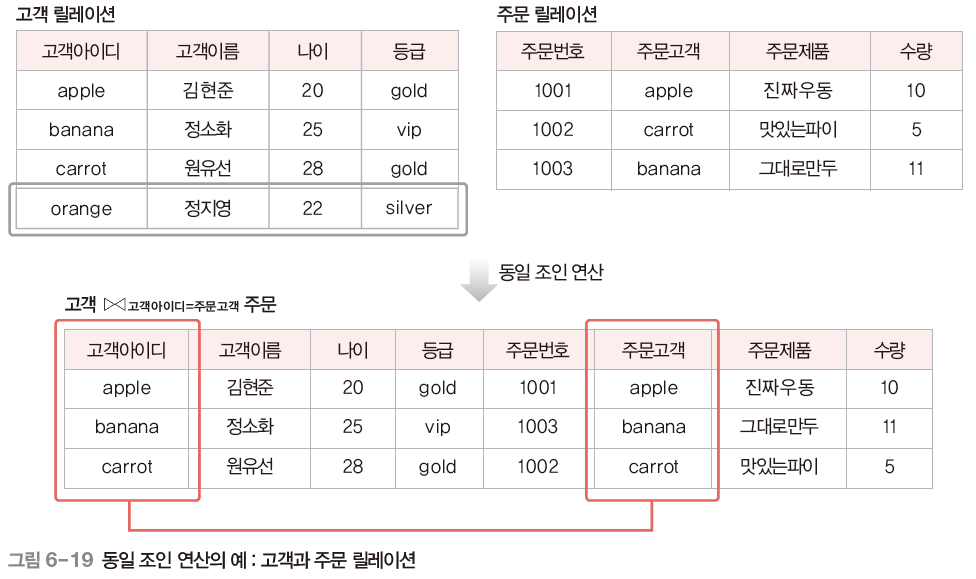 고객 릴레이션
고객아이디 고객이름 나이 등급
apple 김현준 20 gold
banana 정소화 25 vip
carrot 원유선 28 gold
orange 정지영 22 silver
주문 릴레이션
주문번호 주문고객 주문제품 수량
1001 apple 진짜우동 10
1002 carrot 맛있는파이 5
1003 banana 그대로만두 11
동일 조인 연산
고객 ⋈고객아이디=주문고객 주문
고객아이디 고객이름 나이 등급 주문번호 주문고객 주문제품 수량
apple 김현준 20 gold 1001 apple 진짜우동 10
banana 정소화 25 vip 1003 banana 그대로만두 11
carrot 원유선 28 gold 1002 carrot 맛있는파이 5
그림 6-19 동일 조인 연산의 예 : 고객과 주문 릴레이션